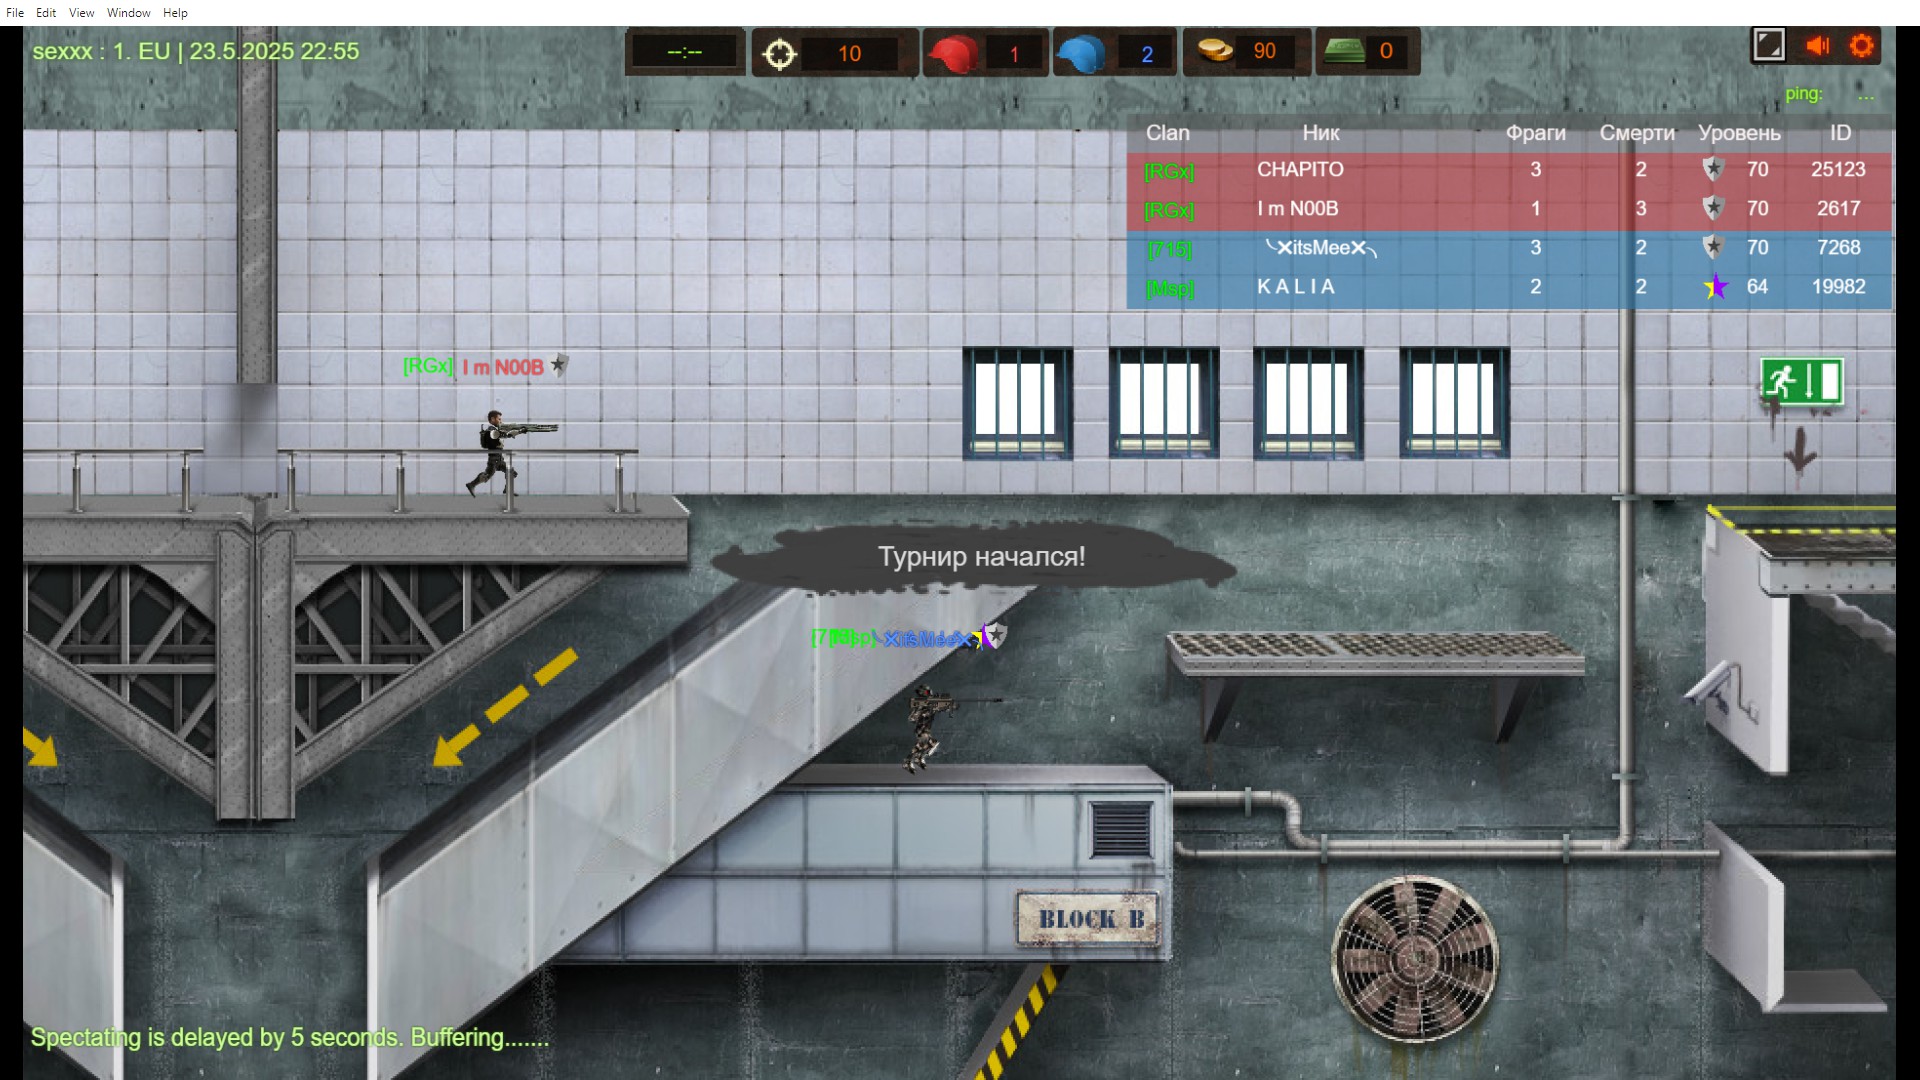 File Edit View Window Help
sexxx : 1. EU | 23.5.2025 22:55
--:-- 10 1 2 90 0
ping: ...
Clan Ник Фраги Смерти Уровень ID
[RGx] CHAPITO 3 2 70 25123
[RGx] I m N00B 1 3 70 2617
[715] ╰❌itsMee❌╮ 3 2 70 7268
[Msp] K A L I A 2 2 64 19982
[RGx] I m N00B
Турнир начался!
BLOCK B
Spectating is delayed by 5 seconds. Buffering.......